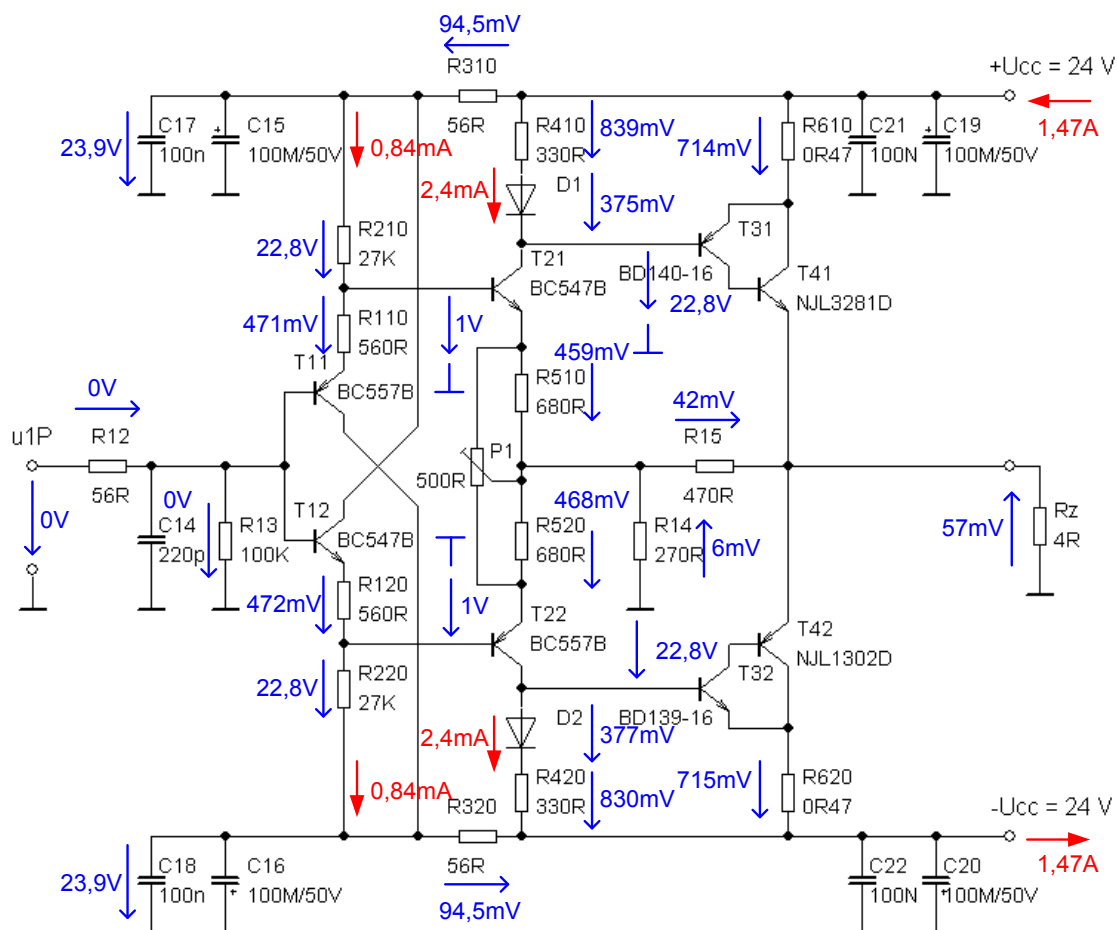 94,5mV
R310
56R
+Ucc = 24 V
1,47A
C17
100n
23,9V
C15
100M/50V
0,84mA
R410
330R
839mV
R610
0R47
714mV
C21
100N
C19
100M/50V
2,4mA
D1
375mV
R210
27K
22,8V
T21
BC547B
T31
BD140-16
22,8V
T41
NJL3281D
471mV
R110
560R
1V
459mV
T11
BC557B
R510
680R
0V
R12
56R
u1P
0V
42mV
R15
470R
P1
500R
0V
C14
220p
R13
100K
T12
BC547B
468mV
R520
680R
R14
270R
6mV
57mV
Rz
4R
472mV
R120
560R
1V
T22
BC557B
22,8V
T42
NJL1302D
T32
BD139-16
22,8V
R220
27K
D2
377mV
2,4mA
0,84mA
R420
330R
830mV
715mV
R620
0R47
R320
56R
94,5mV
-Ucc = 24 V
1,47A
C18
100n
23,9V
C16
100M/50V
C22
100N
C20
100M/50V